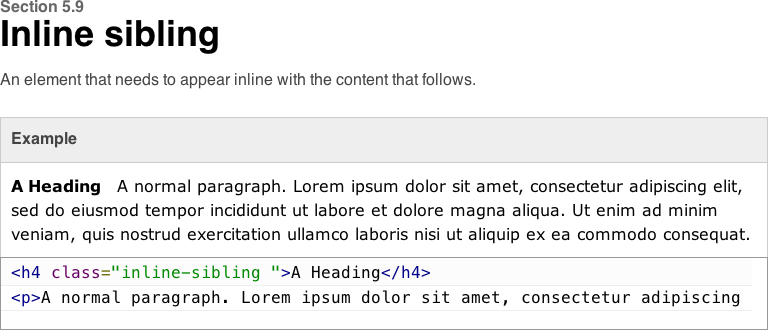 Section 5.9
Inline sibling
An element that needs to appear inline with the content that follows.
Example
A Heading A normal paragraph. Lorem ipsum dolor sit amet, consectetur adipiscing elit,
sed do eiusmod tempor incididunt ut labore et dolore magna aliqua. Ut enim ad minim
veniam, quis nostrud exercitation ullamco laboris nisi ut aliquip ex ea commodo consequat.
<h4 class="inline-sibling ">A Heading</h4>
<p>A normal paragraph. Lorem ipsum dolor sit amet, consectetur adipiscing